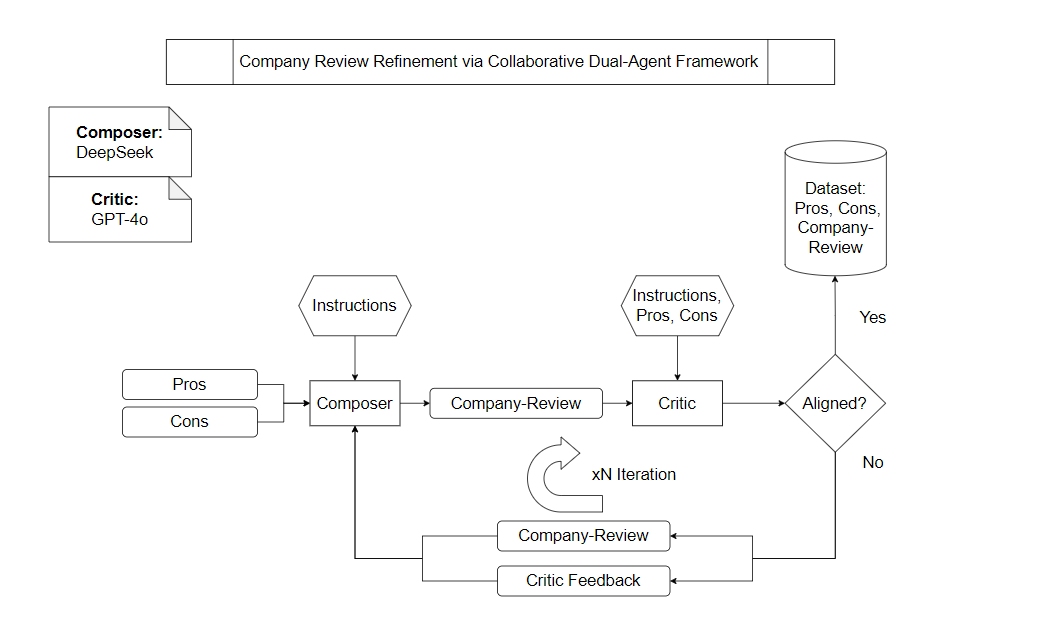 Company Review Refinement via Collaborative Dual-Agent Framework
Composer:
DeepSeek
Critic:
GPT-4o
Dataset:
Pros, Cons,
Company-
Review
Instructions
Instructions,
Pros, Cons
Yes
Pros
Cons
Composer
Company-Review
Critic
Aligned?
No
xN Iteration
Company-Review
Critic Feedback